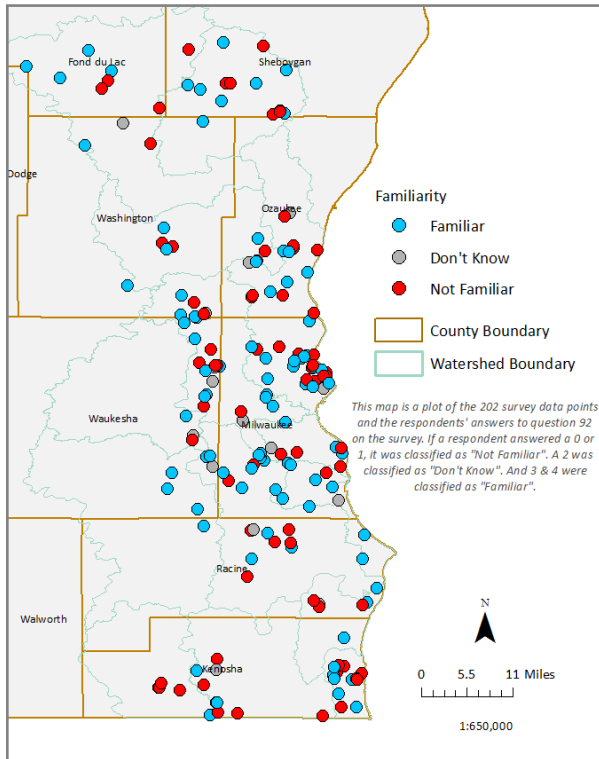 Fond du Lac
Sheboygan
Dodge
Washington
Ozaukee
Familiarity
Familiar
Don't Know
Not Familiar
County Boundary
Watershed Boundary
This map is a plot of the 202 survey data points
and the respondents' answers to question 92
on the survey. If a respondent answered a 0 or
1, it was classified as "Not Familiar". A 2 was
classified as "Don't Know". And 3 & 4 were
classified as "Familiar".
Waukesha
Milwaukee
Racine
Walworth
Kenosha
N
0 5.5 11 Miles
1:650,000